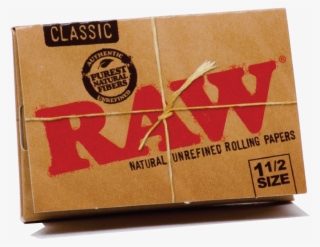 CLASSIC
AUTHENTIC
PUREST
NATURAL
FIBERS
UNREFINED
RAW®
NATURAL UNREFINED ROLLING PAPERS
1 1/2
SIZE